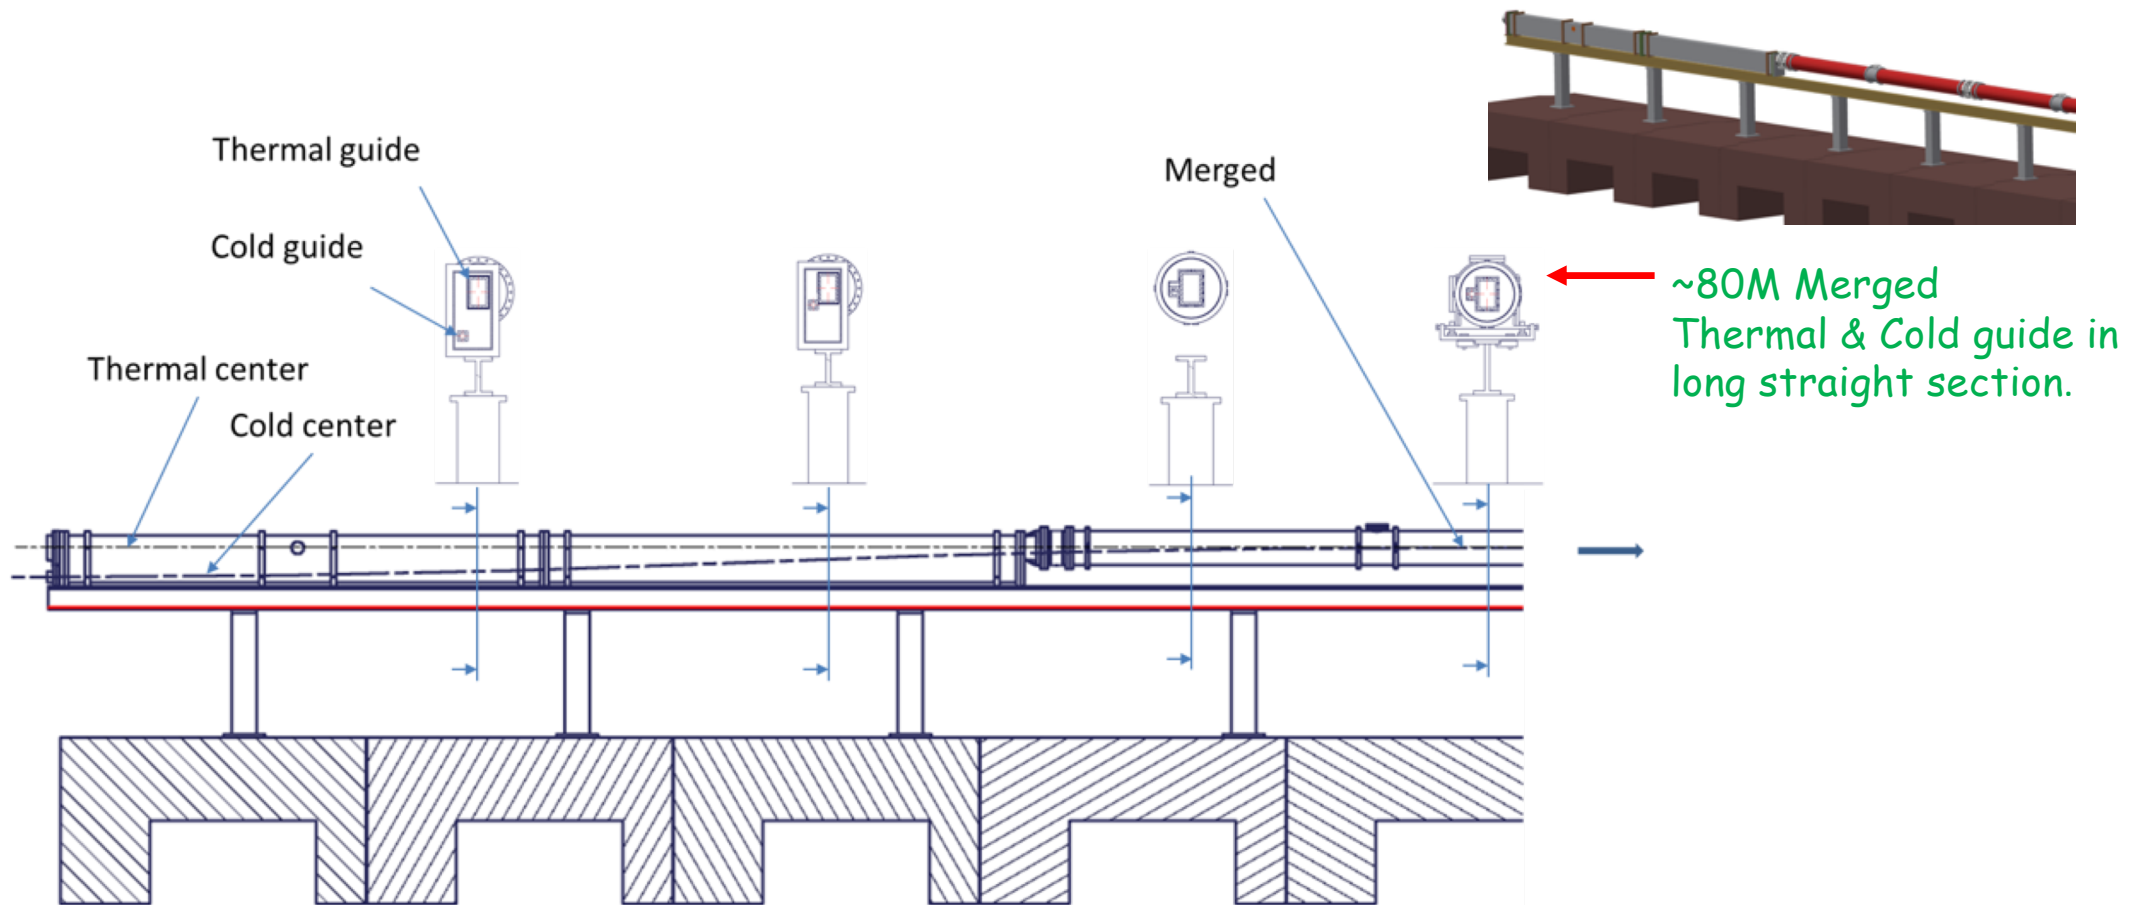 Thermal guide
Cold guide
Thermal center
Cold center
Merged
~80M Merged
Thermal & Cold guide in
long straight section.